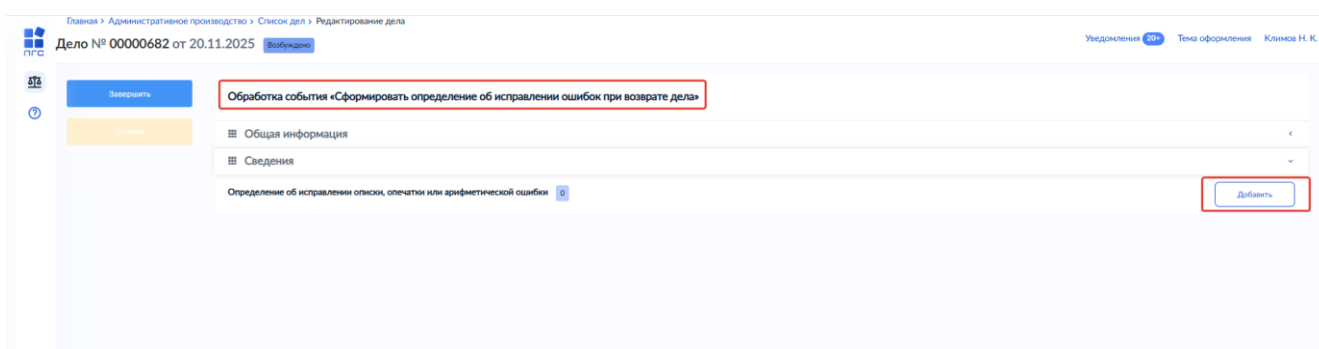 Главная › Административное производство › Список дел › Редактирование дела
пгс
Дело № 00000682 от 20.11.2025 Возбуждено
Уведомления 20+ Тема оформления Климов Н. К.
Завершить
Обработка события «Сформировать определение об исправлении ошибок при возврате дела»
Общая информация
Сведения
Определение об исправлении описки, опечатки или арифметической ошибки 0
Добавить